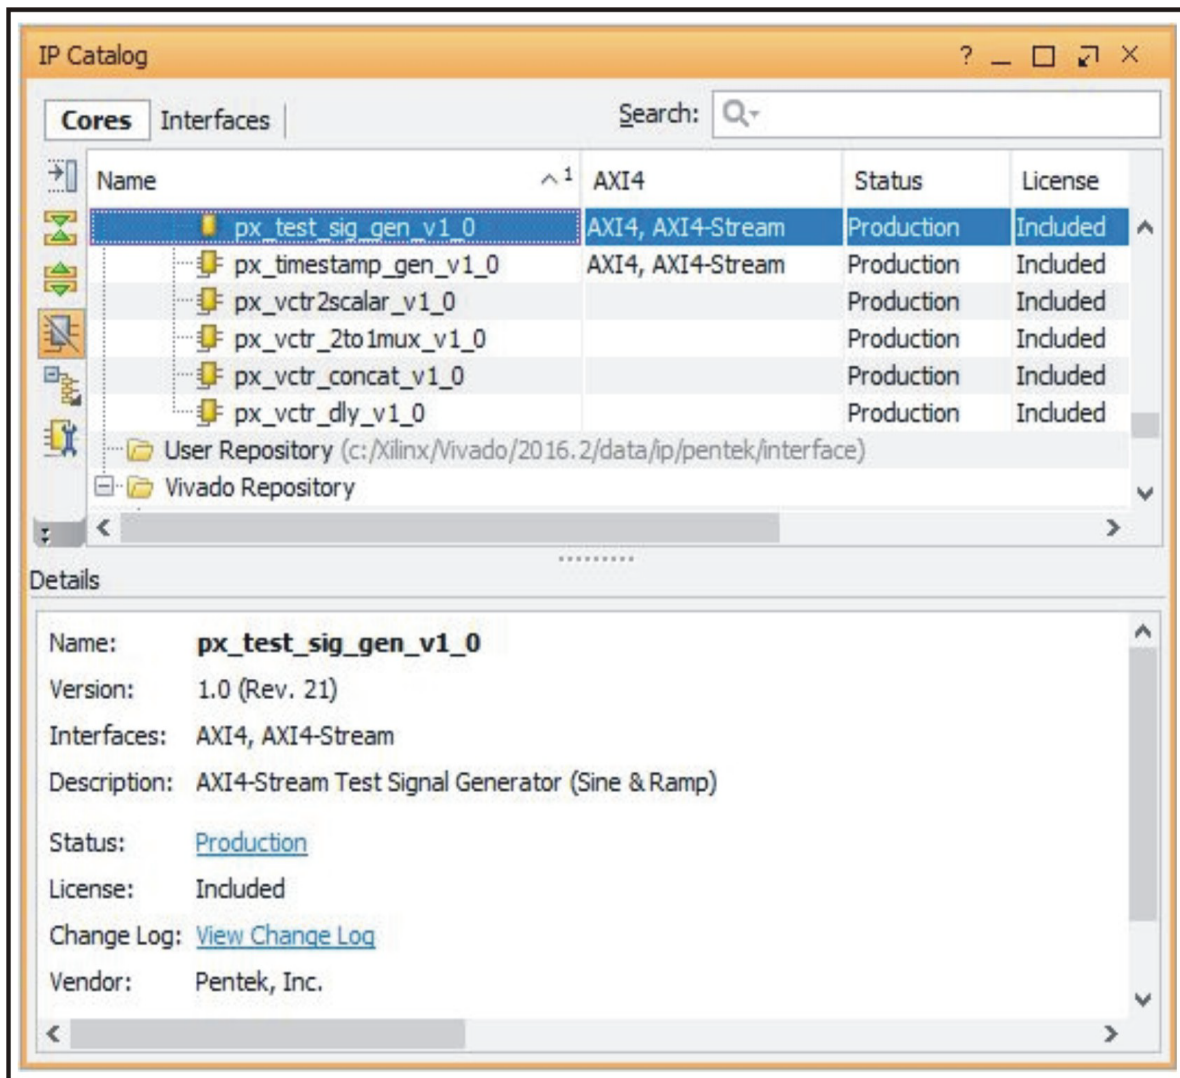 IP Catalog ? _ □ ×
Cores Interfaces Search:
Name 1 AXI4 Status License
px_test_sig_gen_v1_0 AXI4, AXI4-Stream Production Included
px_timestamp_gen_v1_0 AXI4, AXI4-Stream Production Included
px_vctr2scalar_v1_0 Production Included
px_vctr_2to1mux_v1_0 Production Included
px_vctr_concat_v1_0 Production Included
px_vctr_dly_v1_0 Production Included
User Repository (c:/Xilinx/Vivado/2016.2/data/ip/pentek/interface)
Vivado Repository
Details
Name: px_test_sig_gen_v1_0
Version: 1.0 (Rev. 21)
Interfaces: AXI4, AXI4-Stream
Description: AXI4-Stream Test Signal Generator (Sine & Ramp)
Status: Production
License: Included
Change Log: View Change Log
Vendor: Pentek, Inc.